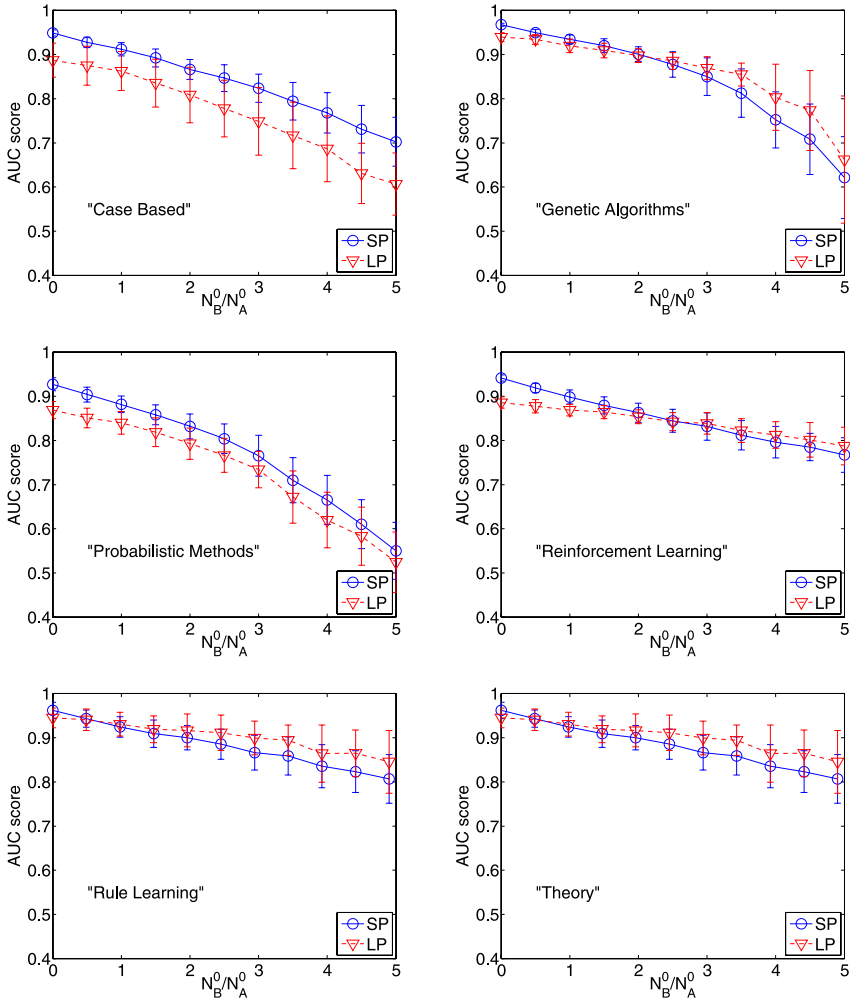 1
0.9
0.8
0.7
0.6
0.5
0.4
AUC score
"Case Based"
SP
LP
0 1 2 3 4 5
N_B^0/N_A^0
1
0.9
0.8
0.7
0.6
0.5
0.4
AUC score
"Genetic Algorithms"
SP
LP
0 1 2 3 4 5
N_B^0/N_A^0
1
0.9
0.8
0.7
0.6
0.5
0.4
AUC score
"Probabilistic Methods"
SP
LP
0 1 2 3 4 5
N_B^0/N_A^0
1
0.9
0.8
0.7
0.6
0.5
0.4
AUC score
"Reinforcement Learning"
SP
LP
0 1 2 3 4 5
N_B^0/N_A^0
1
0.9
0.8
0.7
0.6
0.5
0.4
AUC score
"Rule Learning"
SP
LP
0 1 2 3 4 5
N_B^0/N_A^0
1
0.9
0.8
0.7
0.6
0.5
0.4
AUC score
"Theory"
SP
LP
0 1 2 3 4 5
N_B^0/N_A^0